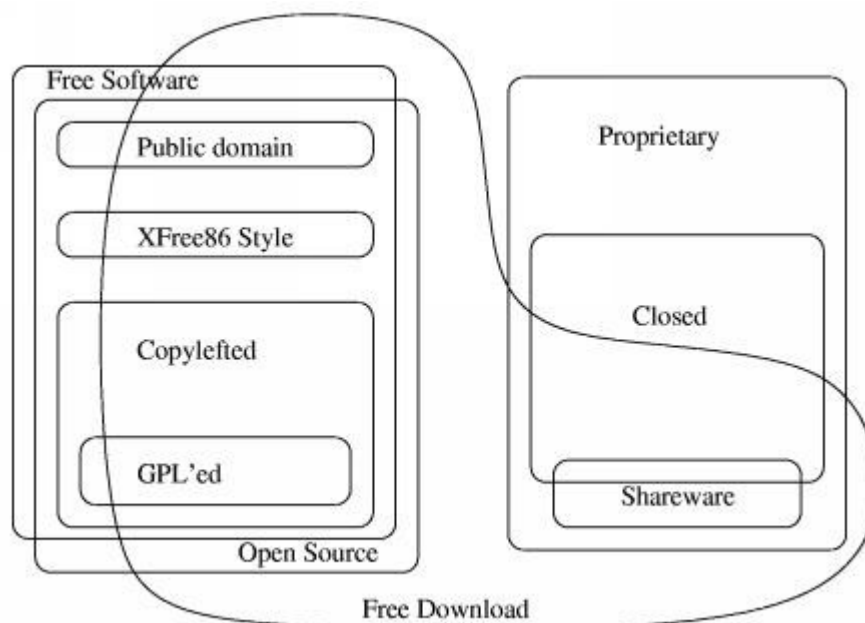 Free Software
Public domain
XFree86 Style
Copylefted
GPL'ed
Open Source
Proprietary
Closed
Shareware
Free Download